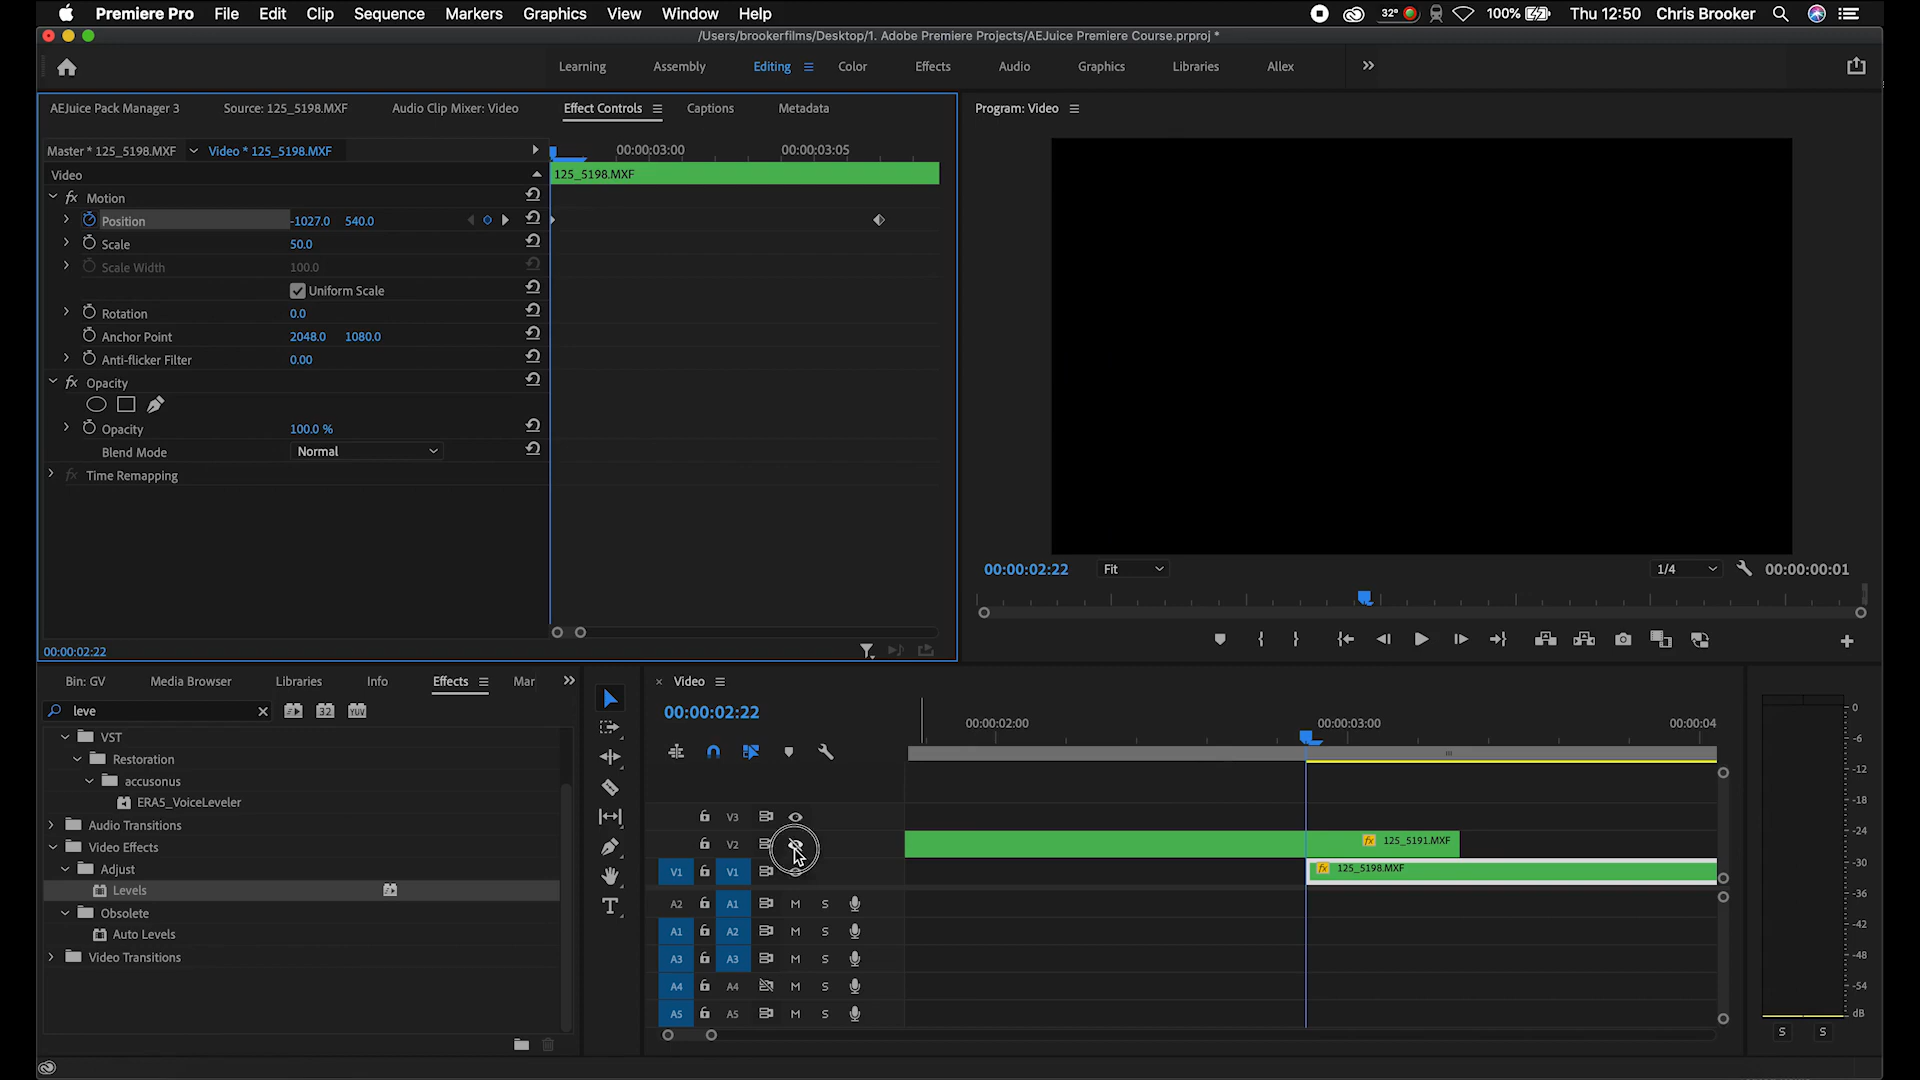 Premiere Pro File Edit Clip Sequence Markers Graphics View Window Help 32° 100% Thu 12:50 Chris Brooker
/Users/brookerfilms/Desktop/1. Adobe Premiere Projects/AEJuice Premiere Course.prproj *
Learning Assembly Editing Color Effects Audio Graphics Libraries Allex
AEJuice Pack Manager 3 Source: 125_5198.MXF Audio Clip Mixer: Video Effect Controls Captions Metadata
Program: Video
Master * 125_5198.MXF Video * 125_5198.MXF 00:00:03:00 00:00:03:05
Video 125_5198.MXF
fx Motion
Position -1027.0 540.0
Scale 50.0
Scale Width 100.0
Uniform Scale
Rotation 0.0
Anchor Point 2048.0 1080.0
Anti-flicker Filter 0.00
fx Opacity
Opacity 100.0 %
Blend Mode Normal
fx Time Remapping
00:00:02:22
00:00:02:22 Fit 1/4 00:00:00:01
Bin: GV Media Browser Libraries Info Effects Mar
leve 32 YUV
VST
Restoration
accusonus
ERA5_VoiceLeveler
Audio Transitions
Video Effects
Adjust
Levels
Obsolete
Auto Levels
Video Transitions
× Video
00:00:02:22 00:00:02:00 00:00:03:00 00:00:04
V3
V2 fx 125_5191.MXF
V1 V1 fx 125_5198.MXF
A2 A1 M S
A1 A2 M S
A3 A3 M S
A4 A4 M S
A5 A5 M S
0
-6
-12
-18
-24
-30
-36
-42
-48
-54
dB
S S